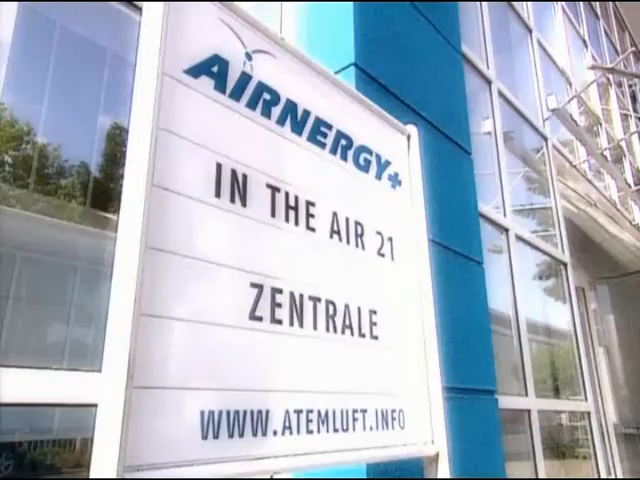 AIRNERGY+
IN THE AIR 21
ZENTRALE
WWW.ATEMLUFT.INFO